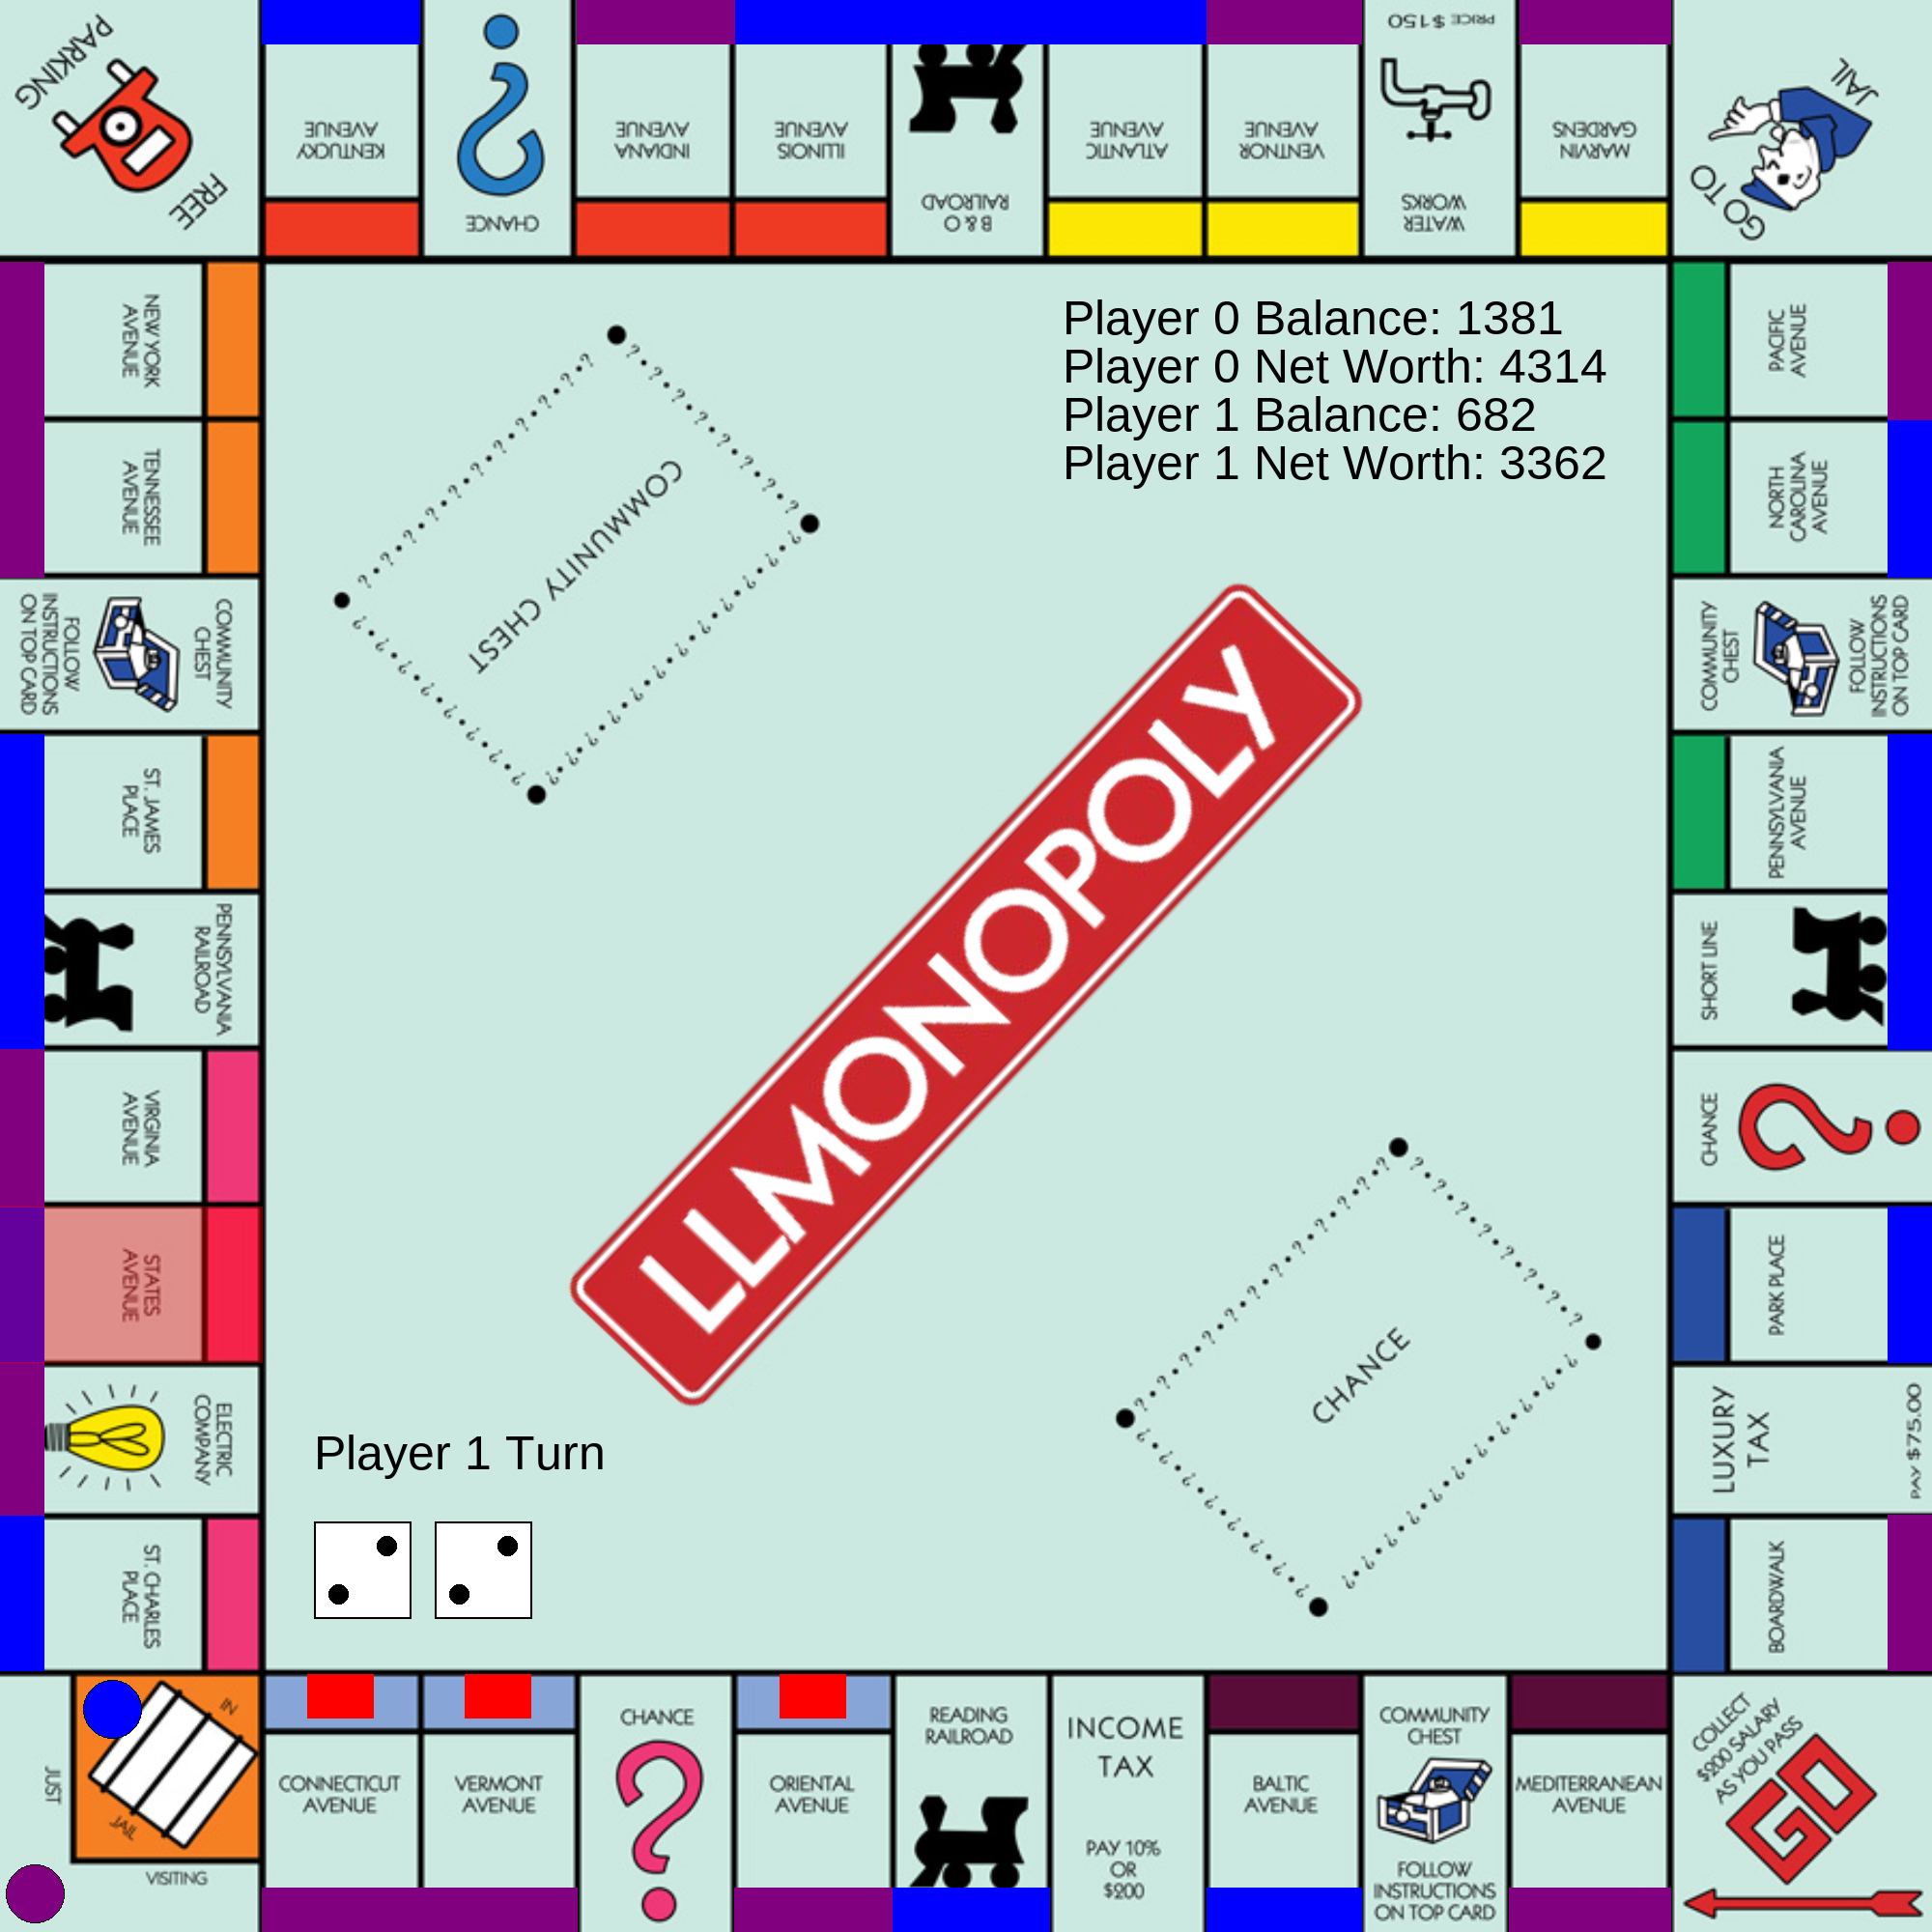 PARKING
FREE
KENTUCKY
AVENUE
CHANCE
INDIANA
AVENUE
ILLINOIS
AVENUE
B & O
RAILROAD
ATLANTIC
AVENUE
VENTNOR
AVENUE
PRICE $150
WATER
WORKS
MARVIN
GARDENS
GO TO
JAIL
NEW YORK
AVENUE
TENNESSEE
AVENUE
COMMUNITY
CHEST
FOLLOW
INSTRUCTIONS
ON TOP CARD
ST. JAMES
PLACE
PENNSYLVANIA
RAILROAD
VIRGINIA
AVENUE
STATES
AVENUE
ELECTRIC
COMPANY
ST. CHARLES
PLACE
Player 0 Balance: 1381
Player 0 Net Worth: 4314
Player 1 Balance: 682
Player 1 Net Worth: 3362
COMMUNITY CHEST
LLMONOPOLY
CHANCE
Player 1 Turn
PACIFIC
AVENUE
NORTH
CAROLINA
AVENUE
COMMUNITY
CHEST
FOLLOW
INSTRUCTIONS
ON TOP CARD
PENNSYLVANIA
AVENUE
SHORT LINE
CHANCE
PARK PLACE
LUXURY
TAX
PAY $75.00
BOARDWALK
JUST
VISITING
IN
JAIL
CONNECTICUT
AVENUE
VERMONT
AVENUE
CHANCE
ORIENTAL
AVENUE
READING
RAILROAD
INCOME
TAX
PAY 10%
OR
$200
BALTIC
AVENUE
COMMUNITY
CHEST
FOLLOW
INSTRUCTIONS
ON TOP CARD
MEDITERRANEAN
AVENUE
COLLECT
$200 SALARY
AS YOU PASS
GO